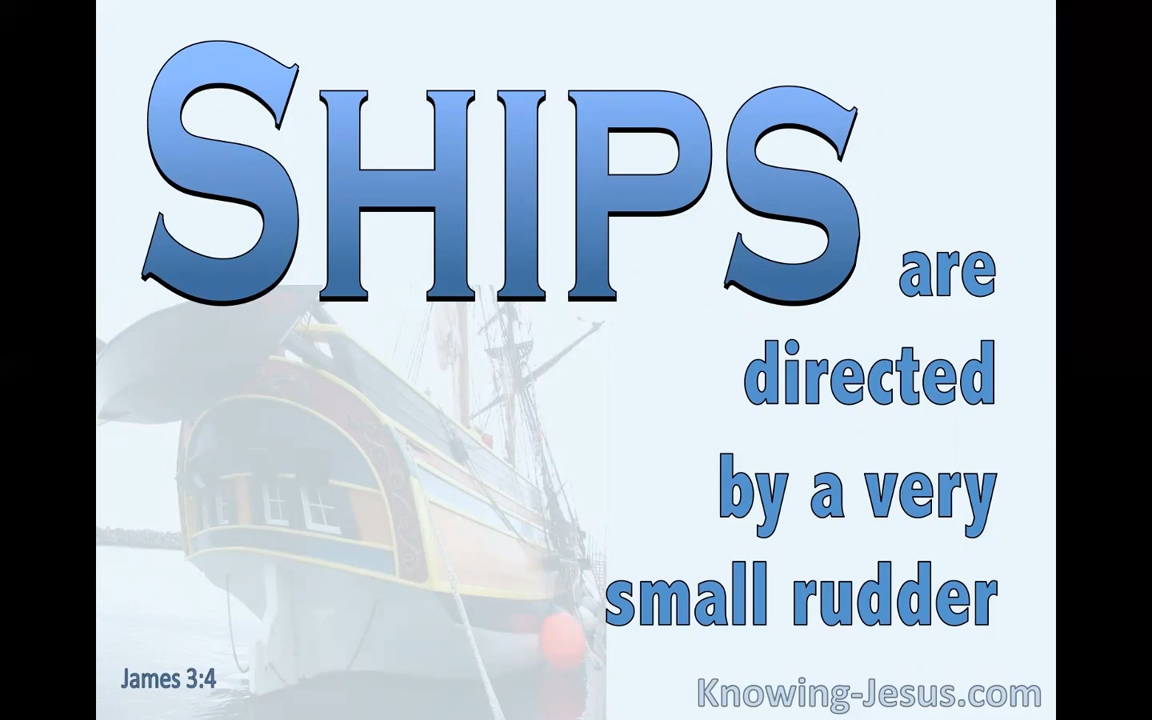 SHIPS are
directed
by a very
small rudder
James 3:4
Knowing-Jesus.com